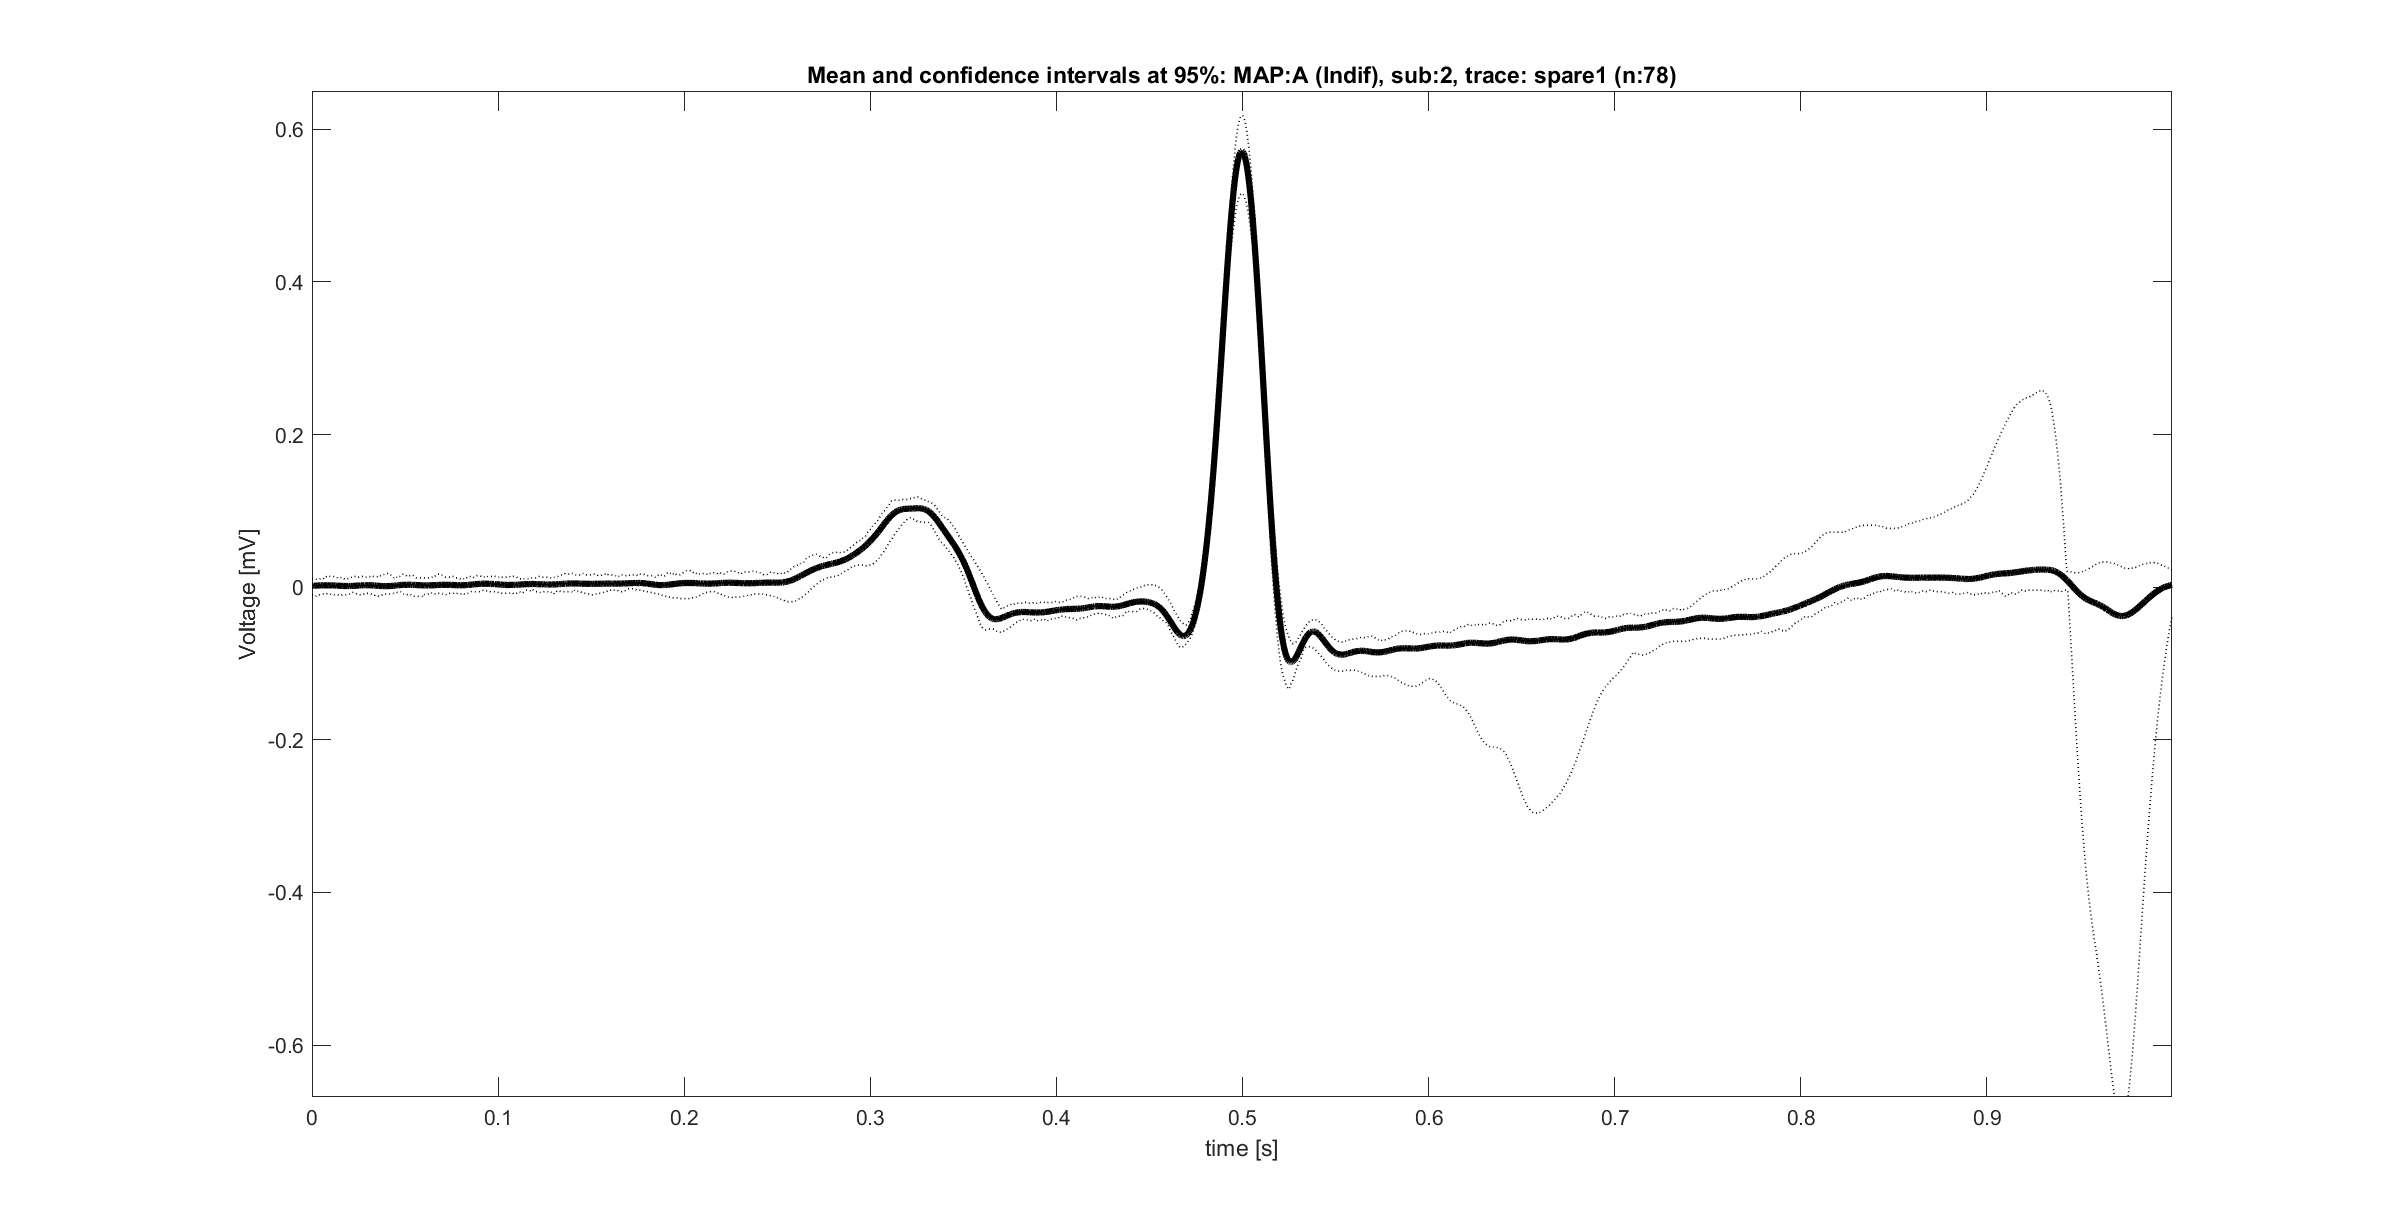 Mean and confidence intervals at 95%: MAP:A (Indif), sub:2, trace: spare1 (n:78)
0.6
0.4
0.2
0
-0.2
-0.4
-0.6
Voltage [mV]
0 0.1 0.2 0.3 0.4 0.5 0.6 0.7 0.8 0.9
time [s]